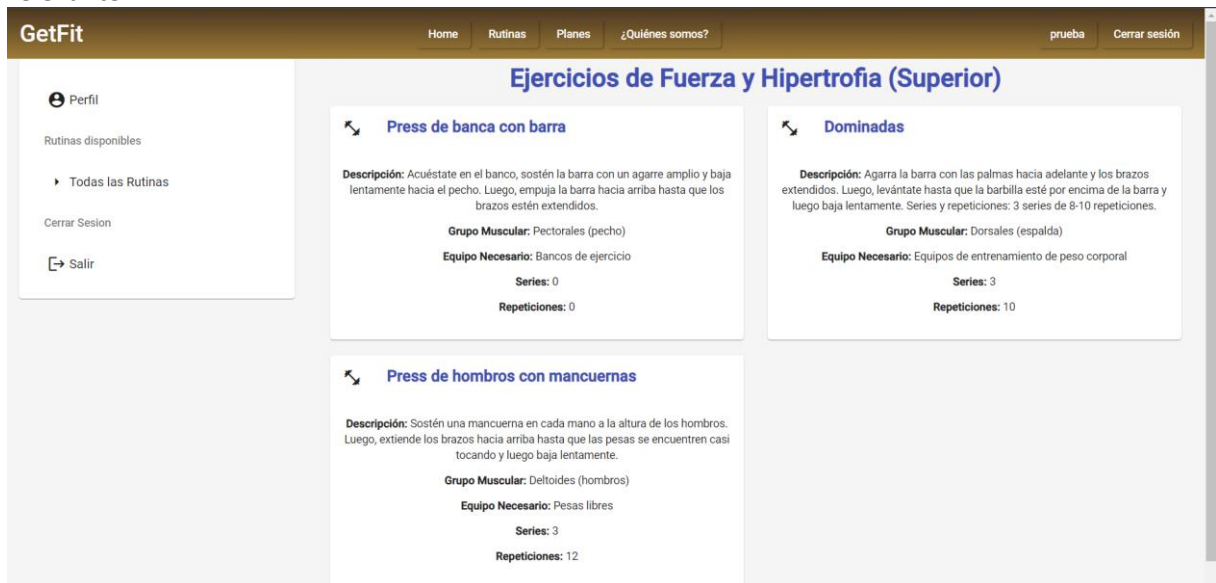 GetFit
Home Rutinas Planes ¿Quiénes somos? prueba Cerrar sesión
Perfil
Rutinas disponibles
Todas las Rutinas
Cerrar Sesion
Salir
Ejercicios de Fuerza y Hipertrofia (Superior)
Press de banca con barra
Descripción: Acuéstate en el banco, sostén la barra con un agarre amplio y baja
lentamente hacia el pecho. Luego, empuja la barra hacia arriba hasta que los
brazos estén extendidos.
Grupo Muscular: Pectorales (pecho)
Equipo Necesario: Bancos de ejercicio
Series: 0
Repeticiones: 0
Dominadas
Descripción: Agarra la barra con las palmas hacia adelante y los brazos
extendidos. Luego, levántate hasta que la barbilla esté por encima de la barra y
luego baja lentamente. Series y repeticiones: 3 series de 8-10 repeticiones.
Grupo Muscular: Dorsales (espalda)
Equipo Necesario: Equipos de entrenamiento de peso corporal
Series: 3
Repeticiones: 10
Press de hombros con mancuernas
Descripción: Sostén una mancuerna en cada mano a la altura de los hombros.
Luego, extiende los brazos hacia arriba hasta que las pesas se encuentren casi
tocando y luego baja lentamente.
Grupo Muscular: Deltoides (hombros)
Equipo Necesario: Pesas libres
Series: 3
Repeticiones: 12